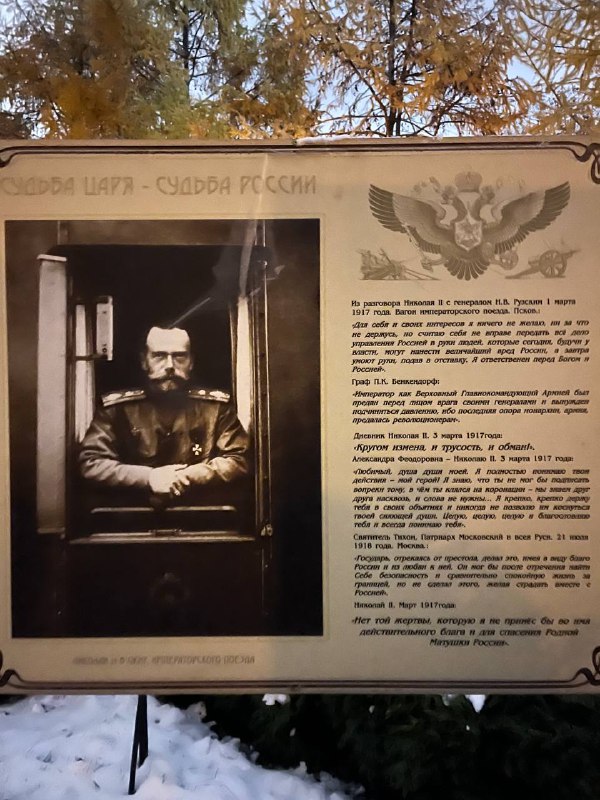 СУДЬБА ЦАРЯ - СУДЬБА РОССИИ
Из разговора Николая II с генералом Н.В. Рузским 1 марта
1917 года. Вагон императорского поезда. Псков.:
«Для себя и своих интересов я ничего не желаю, ни за что
не держусь, но считаю себя не вправе передать всё дело
управления Россией в руки людей, которые сегодня, будучи у
власти, могут нанести величайший вред России, а завтра
умоют руки, подав в отставку. Я ответственен перед Богом и
Россией».
Граф П.К. Бенкендорф:
«Император как Верховный Главнокомандующий Армией был
предан перед лицом врага своими генералами и вынужден
подчиниться давлению, ибо последняя опора монархии, армия,
предалась революционерам».
Дневник Николая II. 3 марта 1917года:
«Кругом измена, и трусость, и обман!».
Александра Феодоровна – Николаю II. 3 марта 1917 года:
«Любимый, душа души моей. Я полностью понимаю твои
действия – мой герой! Я знаю, что ты не мог бы подписать
вопреки тому, в чём ты клялся на коронации – мы знаем друг
друга насквозь, и слова не нужны... Я крепко, крепко держу
тебя в своих объятиях и никогда не позволю им коснуться
твоей сияющей души. Целую, целую, целую и благословляю
тебя и всегда понимаю тебя».
Святитель Тихон, Патриарх Московский и всея Руси. 21 июля
1918 года. Москва.:
«Государь, отрекаясь от престола, делал это, имея в виду благо
России и из любви к ней. Он мог бы после отречения найти
Себе безопасность и сравнительно спокойную жизнь за
границей, но не сделал этого, желая страдать вместе с
Россией».
Николай II. Март 1917года:
«Нет той жертвы, которую я не принёс бы во имя
действительного блага и для спасения Родной
Матушки России».
НИКОЛАЙ II В ОКНЕ ИМПЕРАТОРСКОГО ПОЕЗДА